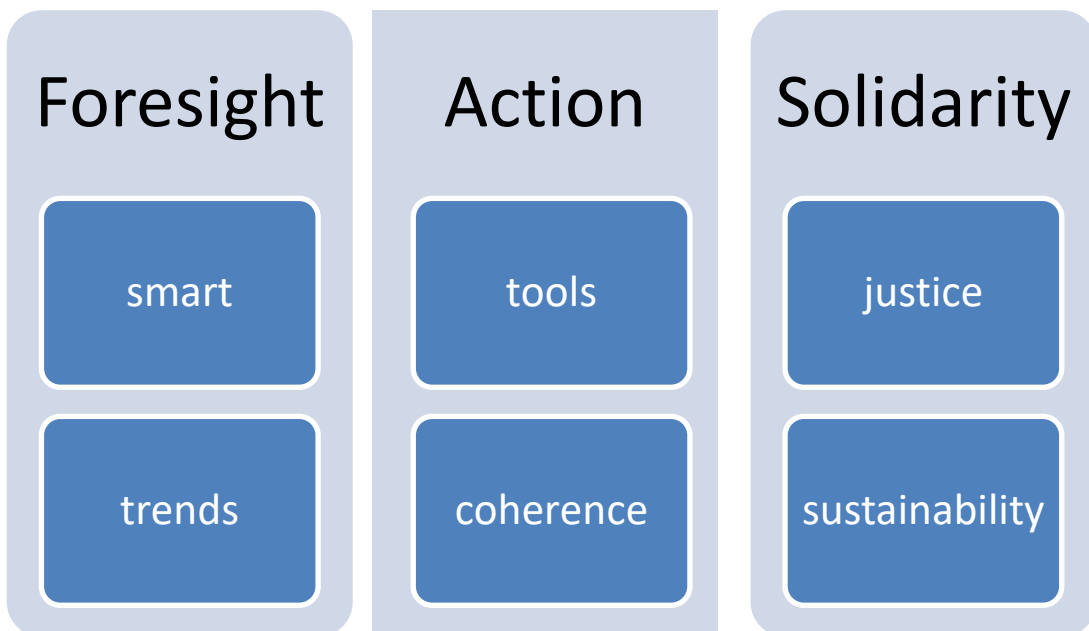 Foresight
smart
trends
Action
tools
coherence
Solidarity
justice
sustainability